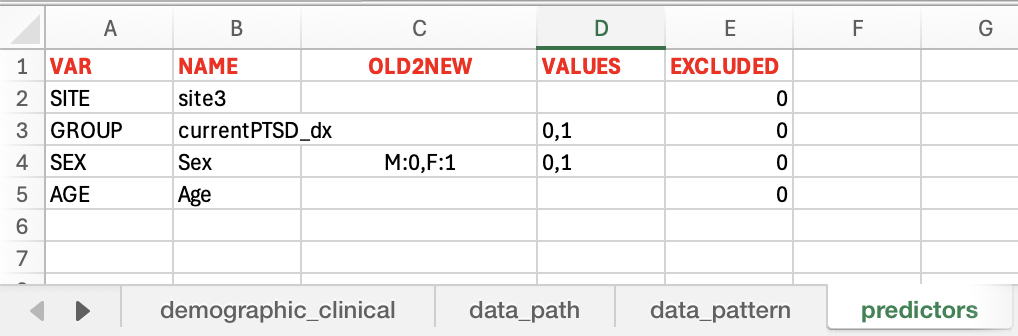 A B C D E F G
1 VAR NAME OLD2NEW VALUES EXCLUDED
2 SITE site3 0
3 GROUP currentPTSD_dx 0,1 0
4 SEX Sex M:0,F:1 0,1 0
5 AGE Age 0
6
7
demographic_clinical data_path data_pattern predictors